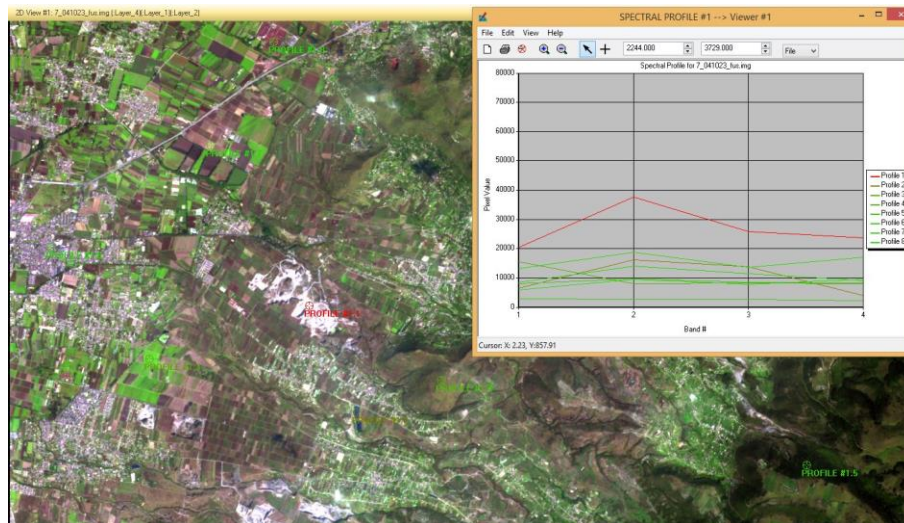 2D View #1: 7_041023_fus.img (:Layer_4)(:Layer_1)(:Layer_2)
SPECTRAL PROFILE #1 --> Viewer #1
File Edit View Help
2244.000
3729.000
File
Spectral Profile for 7_041023_fus.img
Pixel Value
80000
70000
60000
50000
40000
30000
20000
10000
0
1
2
3
4
Band #
Profile 1
Profile 2
Profile 3
Profile 4
Profile 5
Profile 6
Profile 7
Profile 8
Cursor: X: 2.23, Y:857.91
PROFILE
PROFILE
PROFILE #1.5